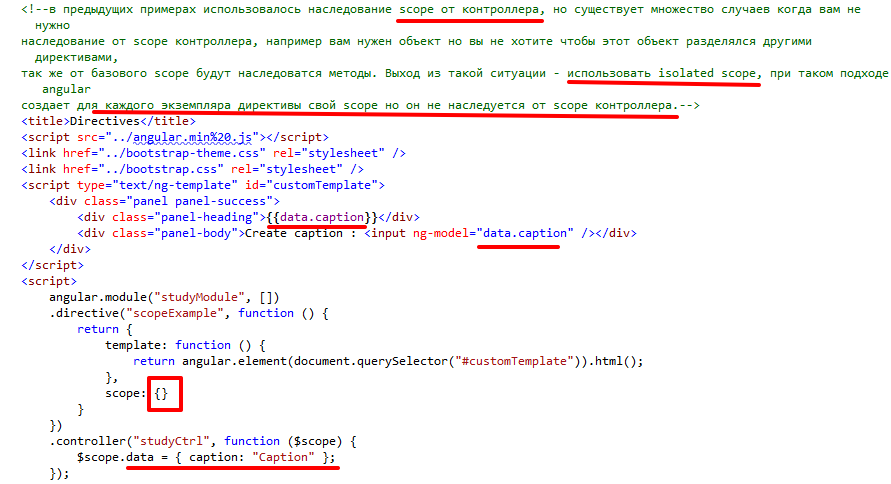 <!--в предыдущих примерах использовалось наследование scope от контроллера, но существует множество случаев когда вам не
нужно
наследование от scope контроллера, например вам нужен объект но вы не хотите чтобы этот объект разделялся другими
директивами,
так же от базового scope будут наследоватся методы. Выход из такой ситуации - использовать isolated scope, при таком подходе
angular
создает для каждого экземпляра директивы свой scope но он не наследуется от scope контроллера.-->
<title>Directives</title>
<script src="../angular.min%20.js"></script>
<link href="../bootstrap-theme.css" rel="stylesheet" />
<link href="../bootstrap.css" rel="stylesheet" />
<script type="text/ng-template" id="customTemplate">
<div class="panel panel-success">
<div class="panel-heading">{{data.caption}}</div>
<div class="panel-body">Create caption : <input ng-model="data.caption" /></div>
</div>
</script>
<script>
angular.module("studyModule", [])
.directive("scopeExample", function () {
return {
template: function () {
return angular.element(document.querySelector("#customTemplate")).html();
},
scope: {}
}
})
.controller("studyCtrl", function ($scope) {
$scope.data = { caption: "Caption" };
});